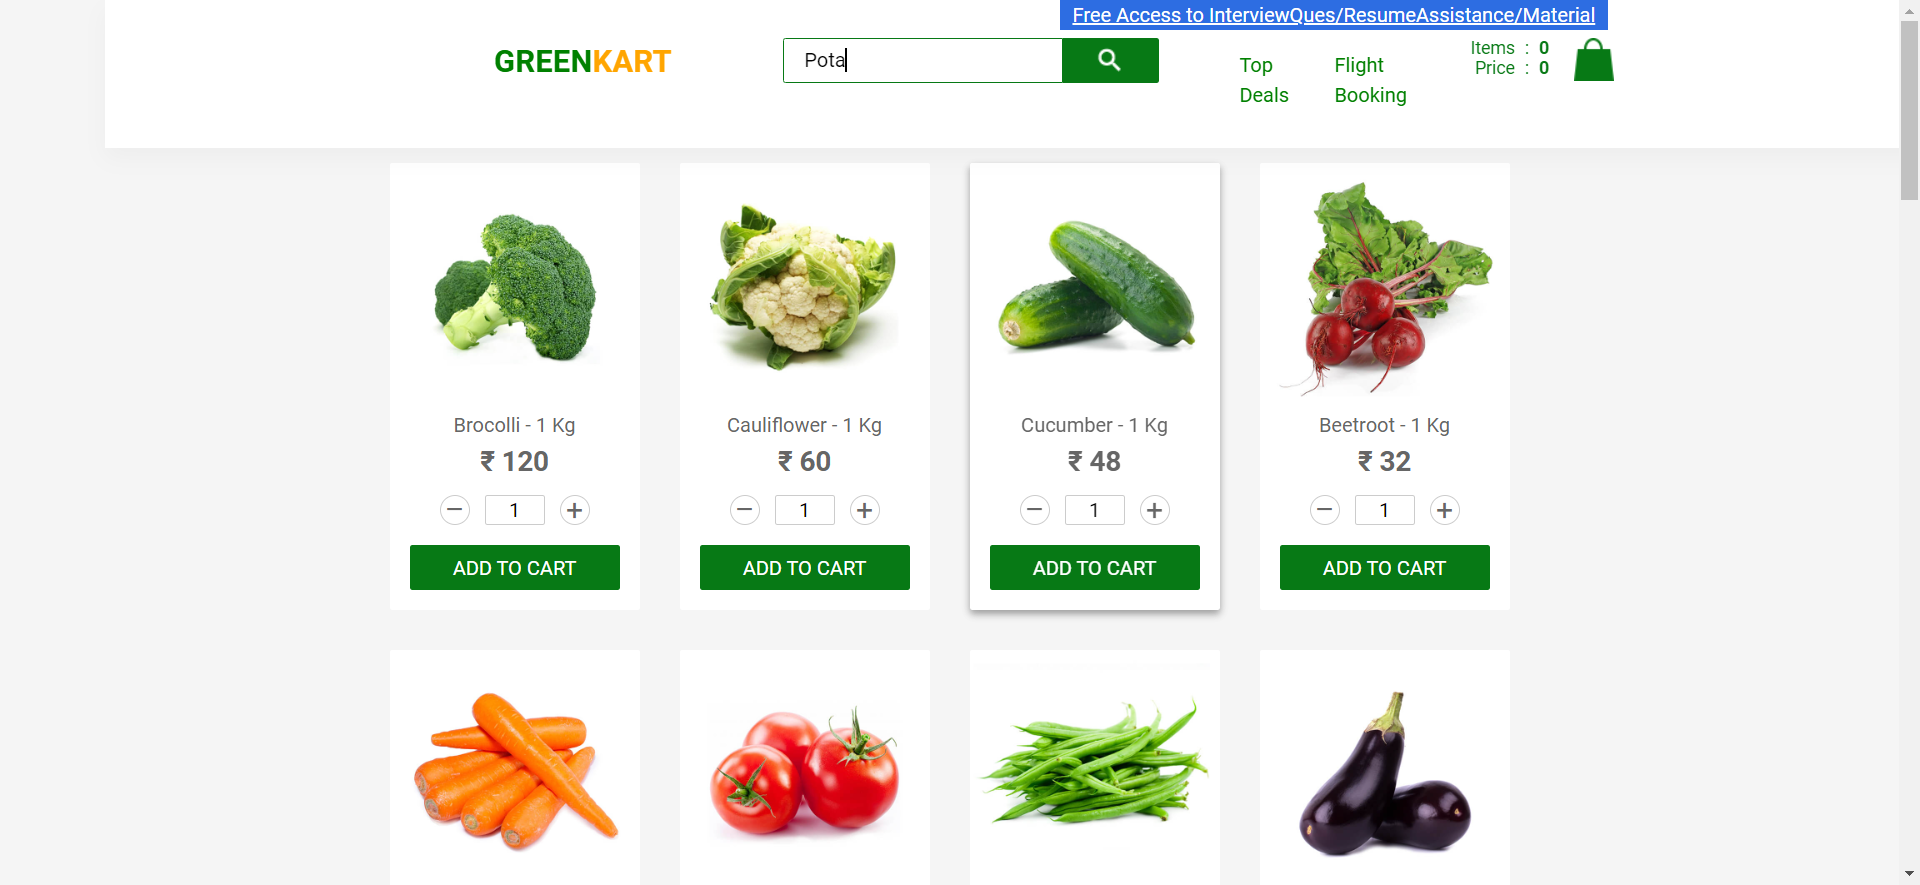 Free Access to InterviewQues/ResumeAssistance/Material
GREENKART
Pota
Top Deals
Flight Booking
Items : 0
Price : 0
Brocolli - 1 Kg
₹ 120
− 1 +
ADD TO CART
Cauliflower - 1 Kg
₹ 60
− 1 +
ADD TO CART
Cucumber - 1 Kg
₹ 48
− 1 +
ADD TO CART
Beetroot - 1 Kg
₹ 32
− 1 +
ADD TO CART